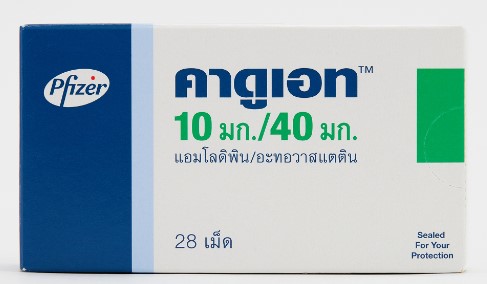 Pfizer
คาดูเอท™
10 มก./40 มก.
แอมโลดิพิน/อะทอวาสแตติน
28 เม็ด
Sealed
For Your
Protection